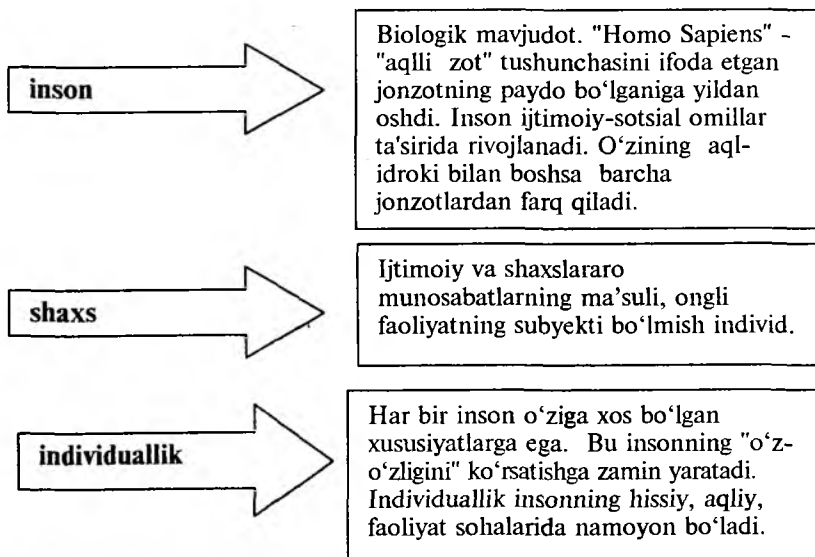 inson
Biologik mavjudot. "Homo Sapiens" -
"aqlli zot" tushunchasini ifoda etgan
jonzotning paydo bo‘lganiga yildan
oshdi. Inson ijtimoiy-sotsial omillar
ta'sirida rivojlanadi. O‘zining aql-
idroki bilan boshsa barcha
jonzotlardan farq qiladi.
shaxs
Ijtimoiy va shaxslararo
munosabatlarning ma’suli, ongli
faoliyatning subyekti bo‘lmish individ.
individuallik
Har bir inson o‘ziga xos bo‘lgan
xususiyatlarga ega. Bu insonning "o‘z-
o‘zligini" ko‘rsatishga zamin yaratadi.
Individuallik insonning hissiy, aqliy,
faoliyat sohalarida namoyon bo‘ladi.